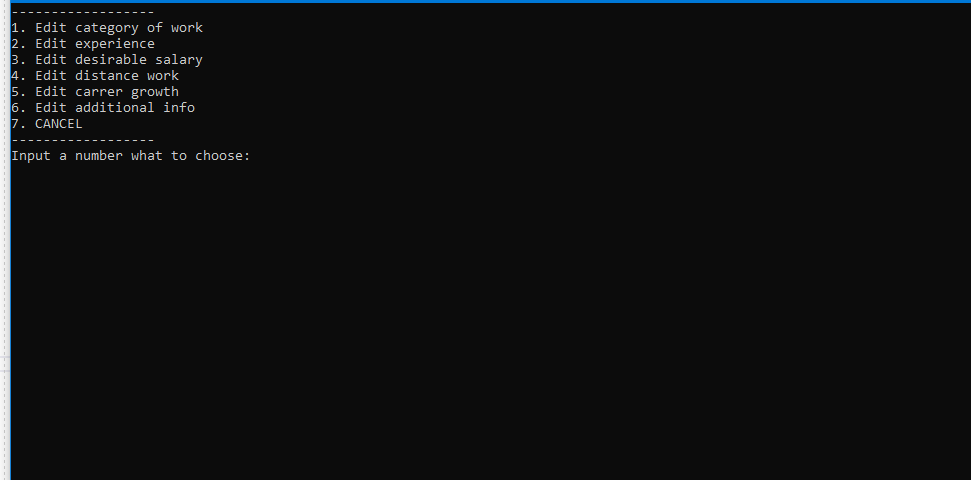 ------------------
1. Edit category of work
2. Edit experience
3. Edit desirable salary
4. Edit distance work
5. Edit carrer growth
6. Edit additional info
7. CANCEL
------------------
Input a number what to choose: